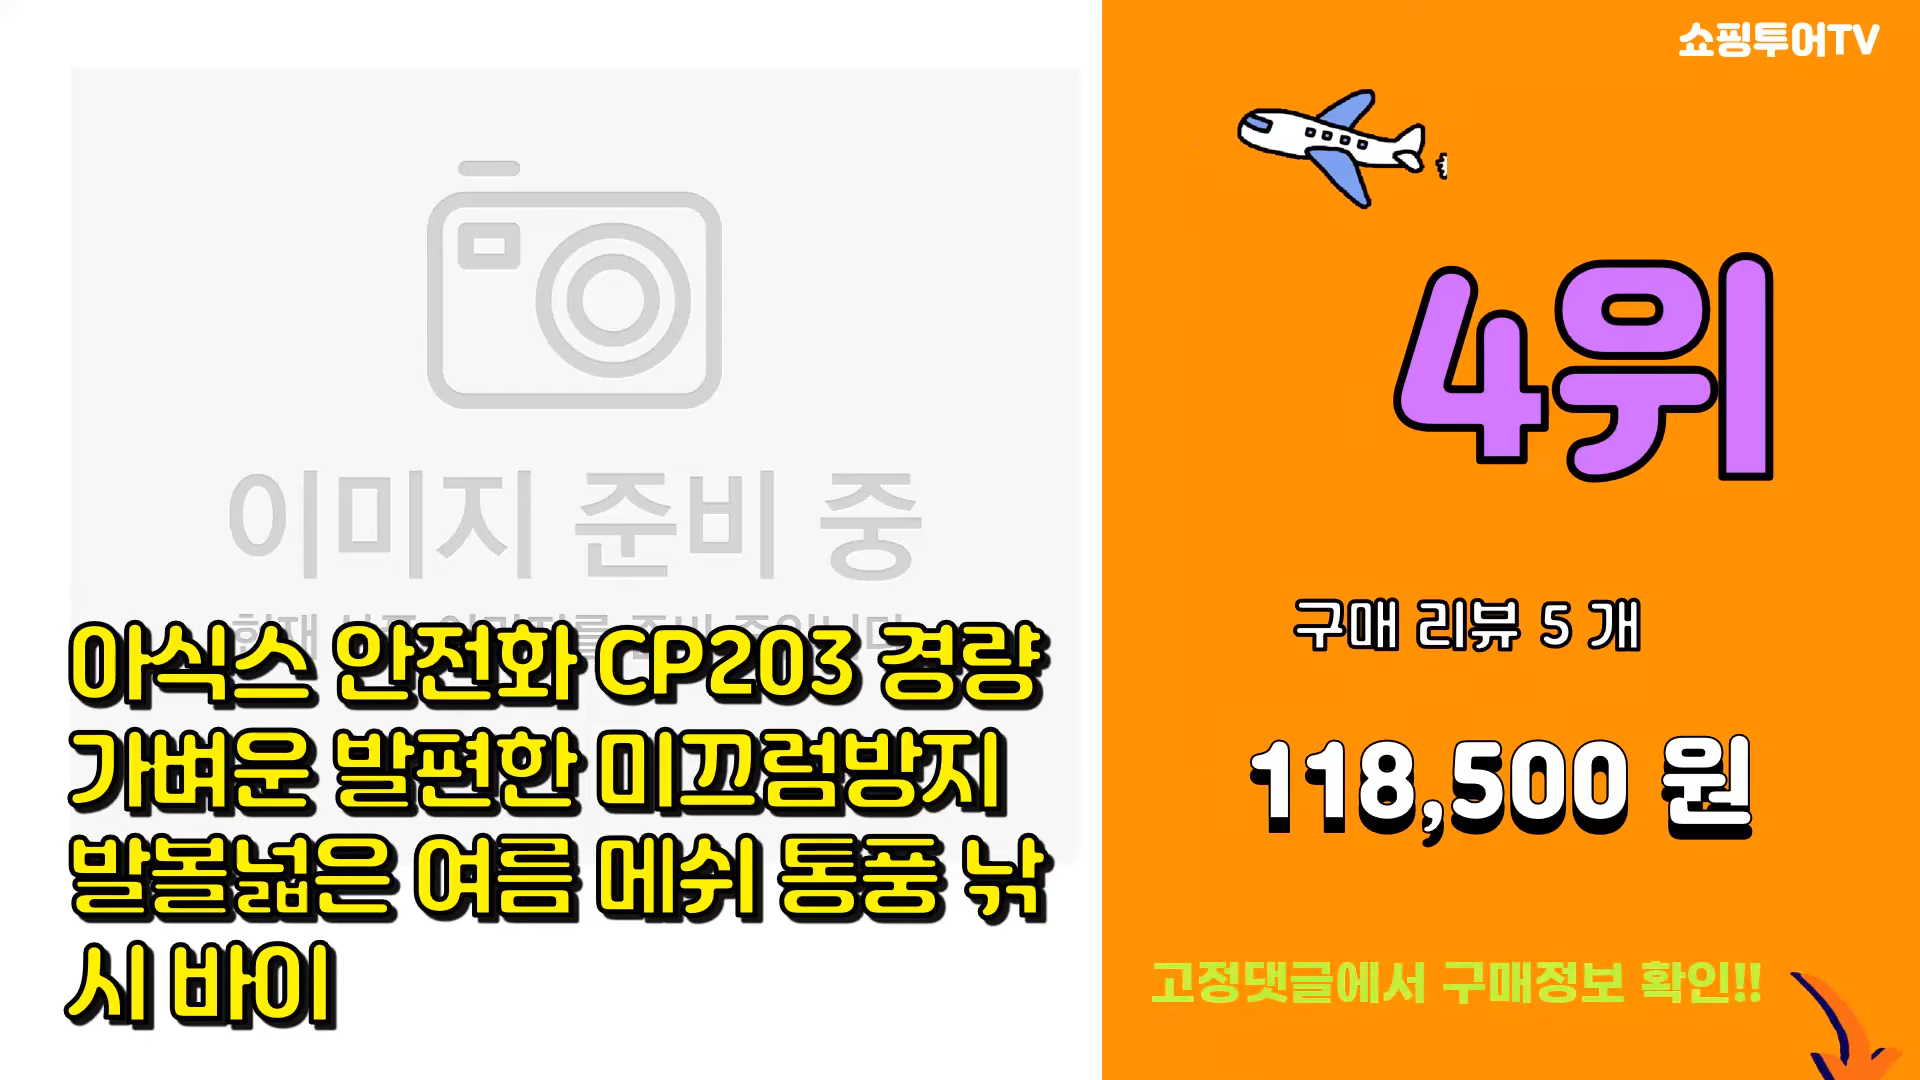 쇼핑투어TV
이미지 준비 중
아식스 안전화 CP203 경량
가벼운 발편한 미끄럼방지
발볼넓은 여름 메쉬 통풍 낚
시 바이
4위
구매 리뷰 5 개
118,500 원
고정댓글에서 구매정보 확인!!